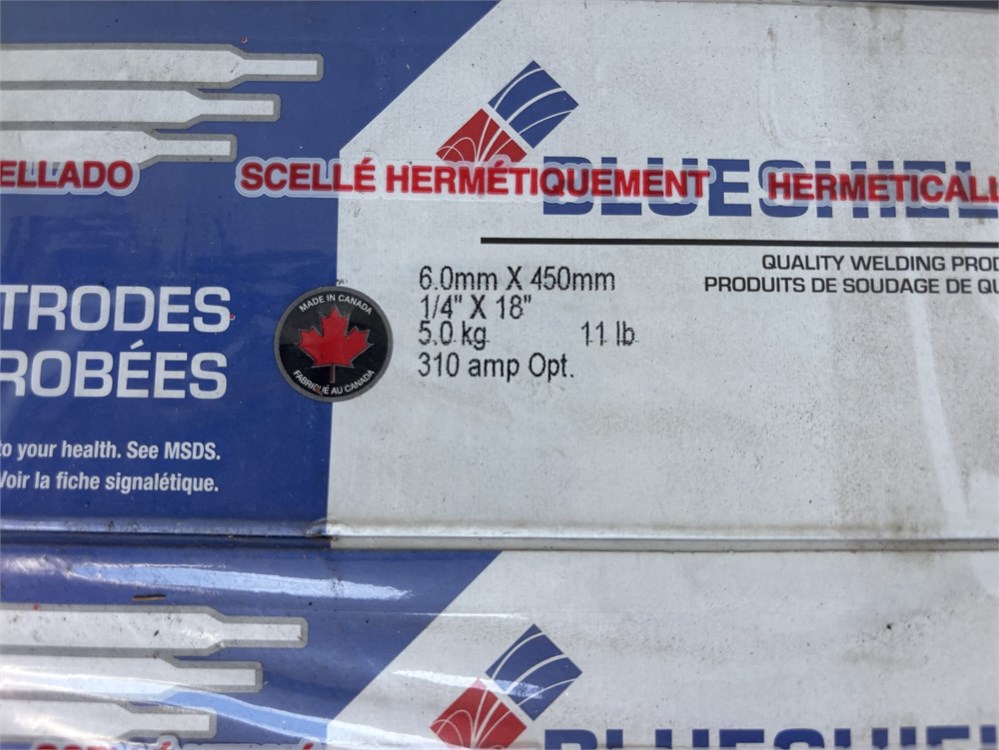 ELLADO SCELLÉ HERMÉTIQUEMENT HERMETICALL
BLUESHIEL
QUALITY WELDING PROD
PRODUITS DE SOUDAGE DE QU
6.0mm X 450mm
1/4" X 18"
5.0 kg 11 lb
310 amp Opt.
MADE IN CANADA
FABRIQUÉ AU CANADA
TRODES
ROBÉES
to your health. See MSDS.
Voir la fiche signalétique.
BLUESHIEL